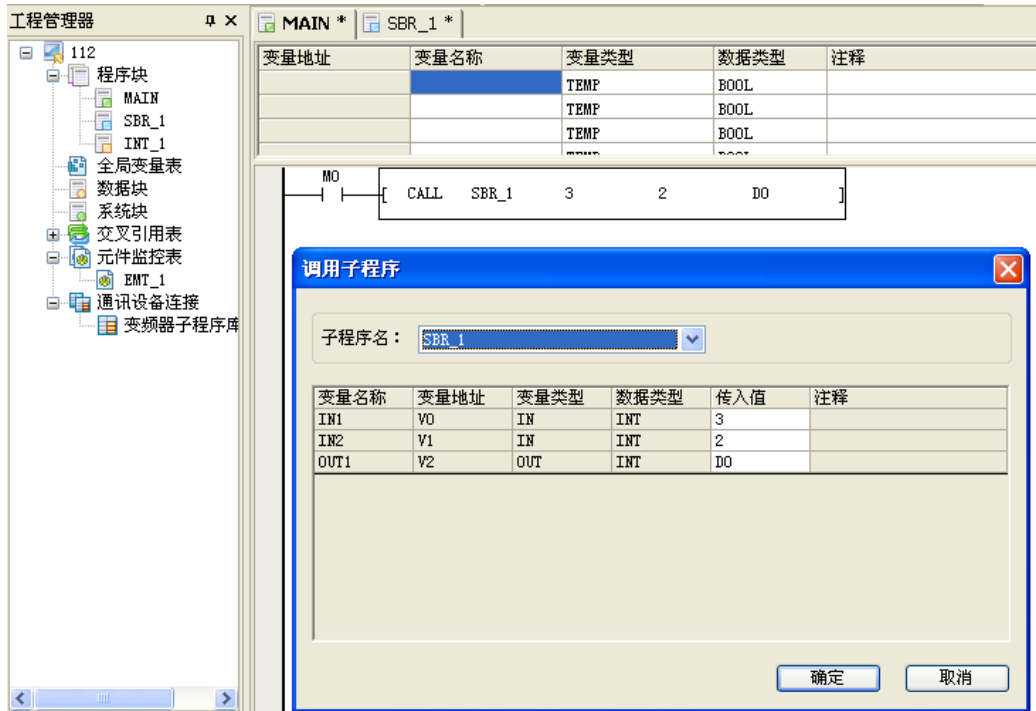 工程管理器
112
程序块
MAIN
SBR_1
INT_1
全局变量表
数据块
系统块
交叉引用表
元件监控表
EMT_1
通讯设备连接
变频器子程序库
MAIN * SBR_1 *
变量地址 变量名称 变量类型 数据类型 注释
TEMP BOOL
TEMP BOOL
TEMP BOOL
TEMP BOOL
M0
[ CALL SBR_1 3 2 D0 ]
调用子程序
子程序名： SBR_1
变量名称 变量地址 变量类型 数据类型 传入值 注释
IN1 V0 IN INT 3
IN2 V1 IN INT 2
OUT1 V2 OUT INT D0
确定 取消